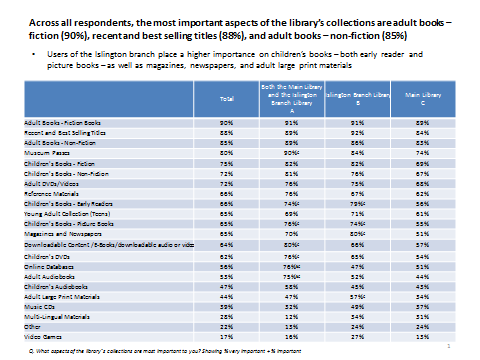 Across all respondents, the most important aspects of the library's collections are adult books –
fiction (90%), recent and best selling titles (88%), and adult books – non-fiction (85%)
• Users of the Islington branch place a higher importance on children's books – both early reader and
picture books – as well as magazines, newspapers, and adult large print materials
Total Both the Main Library and the Islington Branch Library A Islington Branch Library B Main Library C
Adult Books - Fiction Books 90% 91% 91% 89%
Recent and Best Selling Titles 88% 89% 92% 84%
Adult Books - Non-Fiction 85% 89% 86% 83%
Museum Passes 80% 90%c 84% 74%
Children's Books - Fiction 75% 82% 82% 69%
Children's Books - Non-Fiction 72% 81% 76% 67%
Adult DVDs/Videos 72% 76% 75% 68%
Reference Materials 66% 76% 67% 62%
Children's Books - Early Readers 66% 74%c 79%c 56%
Young Adult Collection (Teens) 65% 69% 71% 61%
Children's Books - Picture Books 65% 76%c 74%c 55%
Magazines and Newspapers 65% 70% 80%c 51%
Downloadable Content /E-Books/downloadable audio or video 64% 80%c 66% 57%
Children's DVDs 62% 76%c 65% 54%
Online Databases 56% 76% 47% 51%
Adult Audiobooks 53% 75% 52% 44%
Children's Audiobooks 47% 58% 45% 43%
Adult Large Print Materials 44% 47% 57%c 34%
Music CDs 39% 32% 49% 37%
Multi-Lingual Materials 28% 12% 34% 31%
Other 22% 13% 24% 24%
Video Games 17% 16% 27% 13%
Q. What aspects of the library's collections are most important to you? Showing % very important + % important